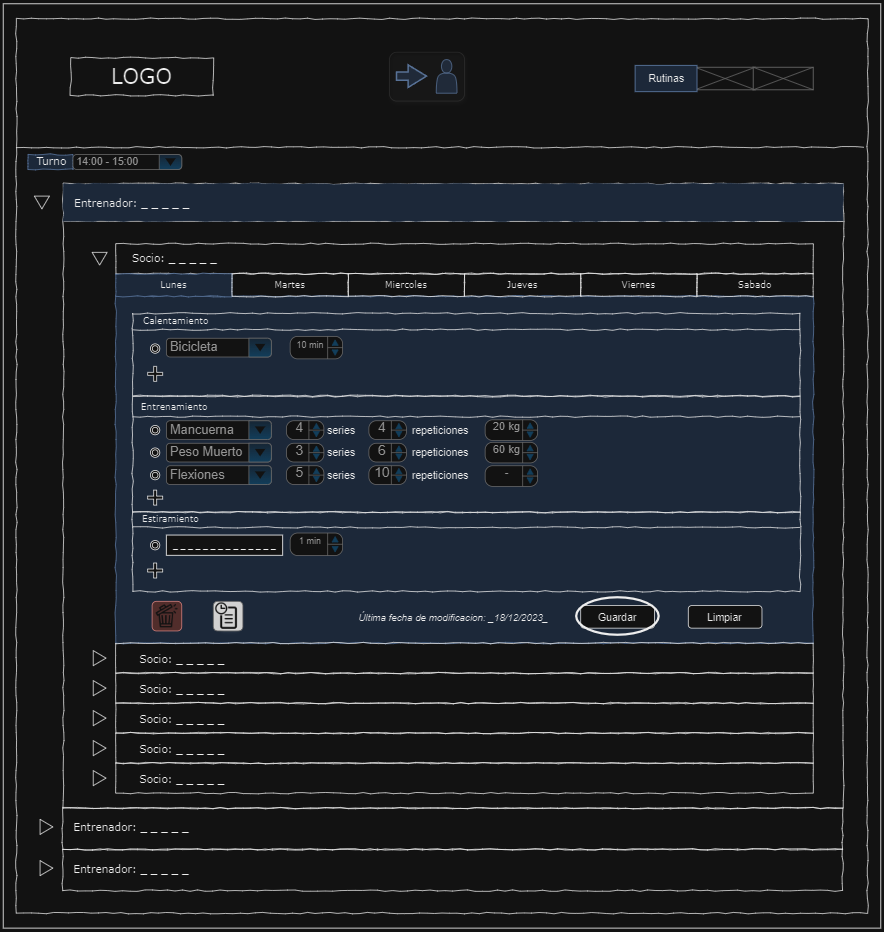 LOGO
Rutinas
Turno 14:00 - 15:00
Entrenador: _ _ _ _ _
Socio: _ _ _ _ _
Lunes Martes Miercoles Jueves Viernes Sabado
Calentamiento
Bicicleta 10 min
Entrenamiento
Mancuerna 4 series 4 repeticiones 20 kg
Peso Muerto 3 series 6 repeticiones 60 kg
Flexiones 5 series 10 repeticiones -
Estiramiento
_ _ _ _ _ _ _ _ _ _ _ _ _ _ 1 min
Última fecha de modificacion: _18/12/2023_ Guardar Limpiar
Socio: _ _ _ _ _
Socio: _ _ _ _ _
Socio: _ _ _ _ _
Socio: _ _ _ _ _
Socio: _ _ _ _ _
Entrenador: _ _ _ _ _
Entrenador: _ _ _ _ _